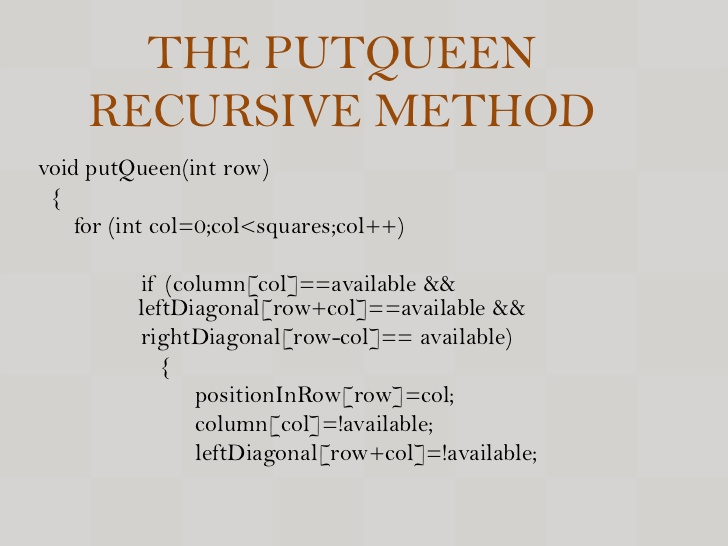 THE PUTQUEEN
RECURSIVE METHOD
void putQueen(int row)
{
for (int col=0;col<squares;col++)
if (column[col]==available &&
leftDiagonal[row+col]==available &&
rightDiagonal[row-col]== available)
{
positionInRow[row]=col;
column[col]=!available;
leftDiagonal[row+col]=!available;